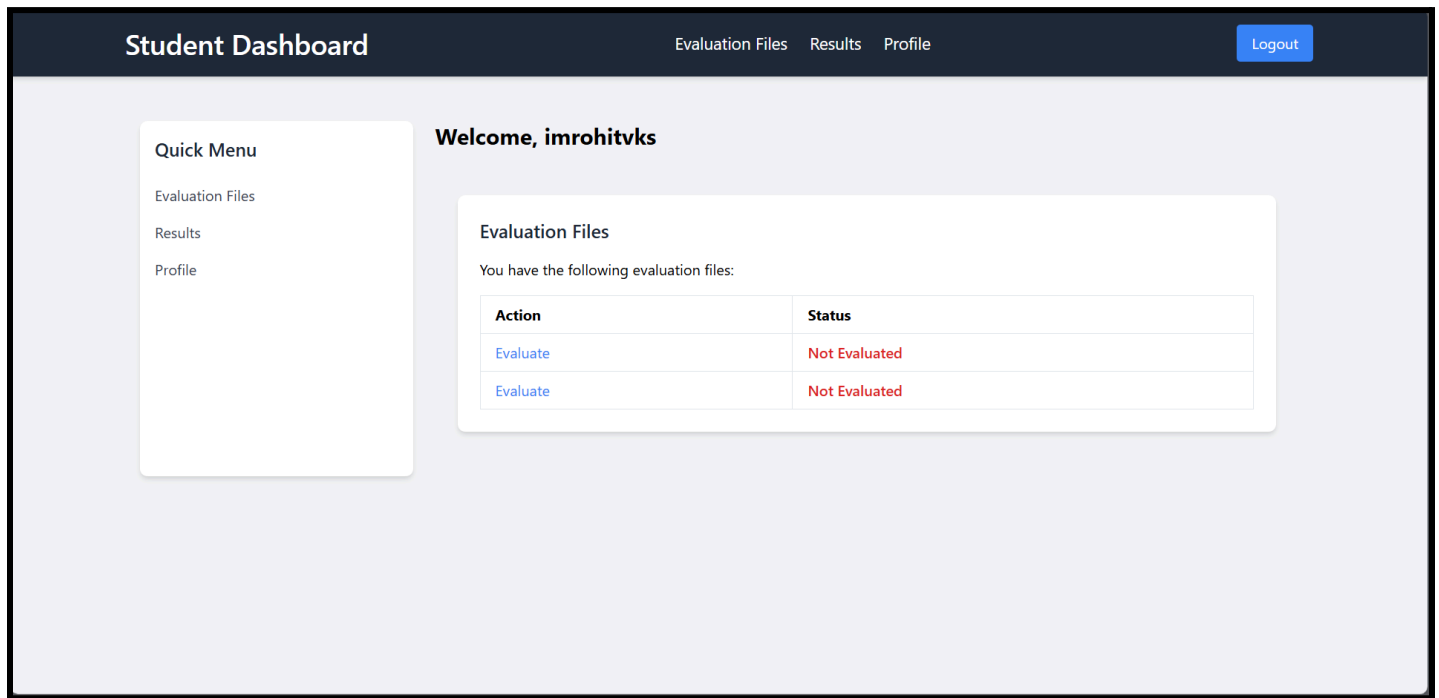 Student Dashboard
Evaluation Files Results Profile
Logout
Quick Menu
Evaluation Files
Results
Profile
Welcome, imrohitvks
Evaluation Files
You have the following evaluation files:
Action Status
Evaluate Not Evaluated
Evaluate Not Evaluated